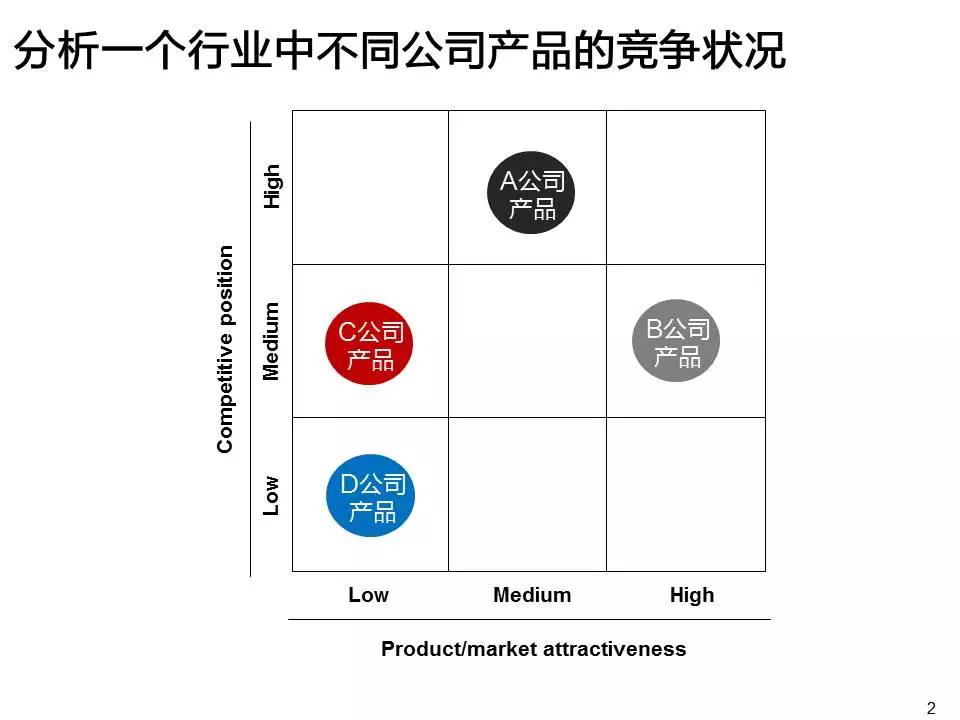 分析一个行业中不同公司产品的竞争状况
Competitive position
High
A公司
产品
Medium
C公司
产品
B公司
产品
Low
D公司
产品
Low
Medium
High
Product/market attractiveness
2